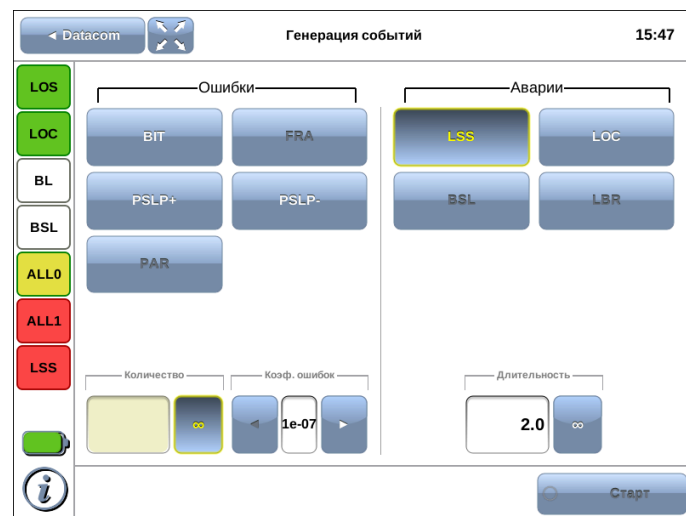 ◄ Datacom
Генерация событий
15:47
LOS
LOC
BL
BSL
ALL0
ALL1
LSS
Ошибки
BIT
FRA
PSLP+
PSLP-
PAR
Аварии
LSS
LOC
BSL
LBR
Количество
∞
Коэф. ошибок
◄
1e-07
►
Длительность
2.0
∞
i
Старт